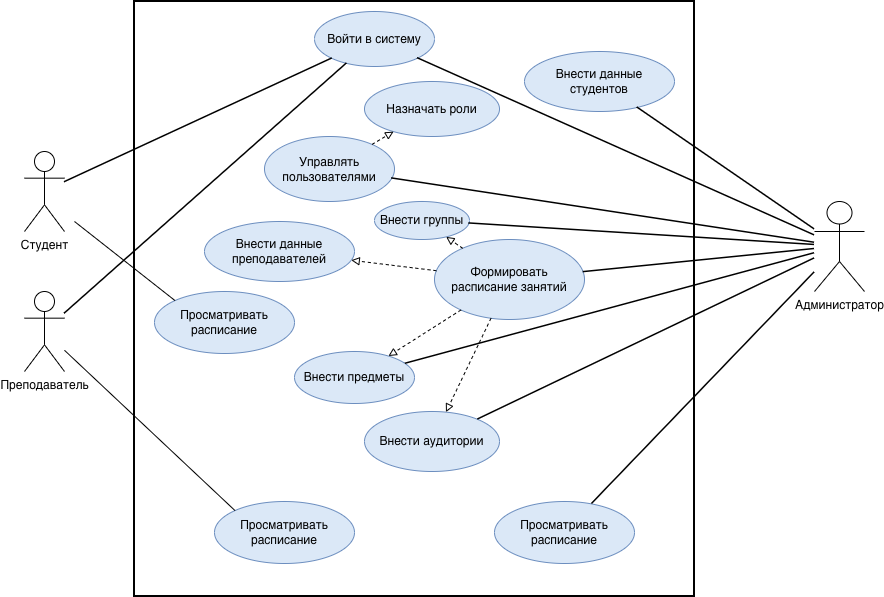 Войти в систему
Внести данные
студентов
Назначать роли
Управлять
пользователями
Студент
Внести группы
Внести данные
преподавателей
Формировать
расписание занятий
Администратор
Просматривать
расписание
Преподаватель
Внести предметы
Внести аудитории
Просматривать
расписание
Просматривать
расписание